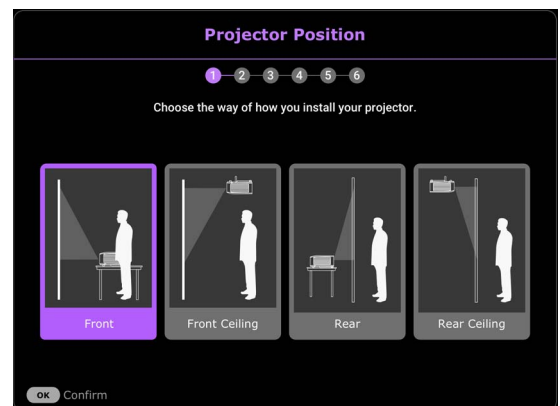 Projector Position
1 2 3 4 5 6
Choose the way of how you install your projector.
Front
Front Ceiling
Rear
Rear Ceiling
OK Confirm